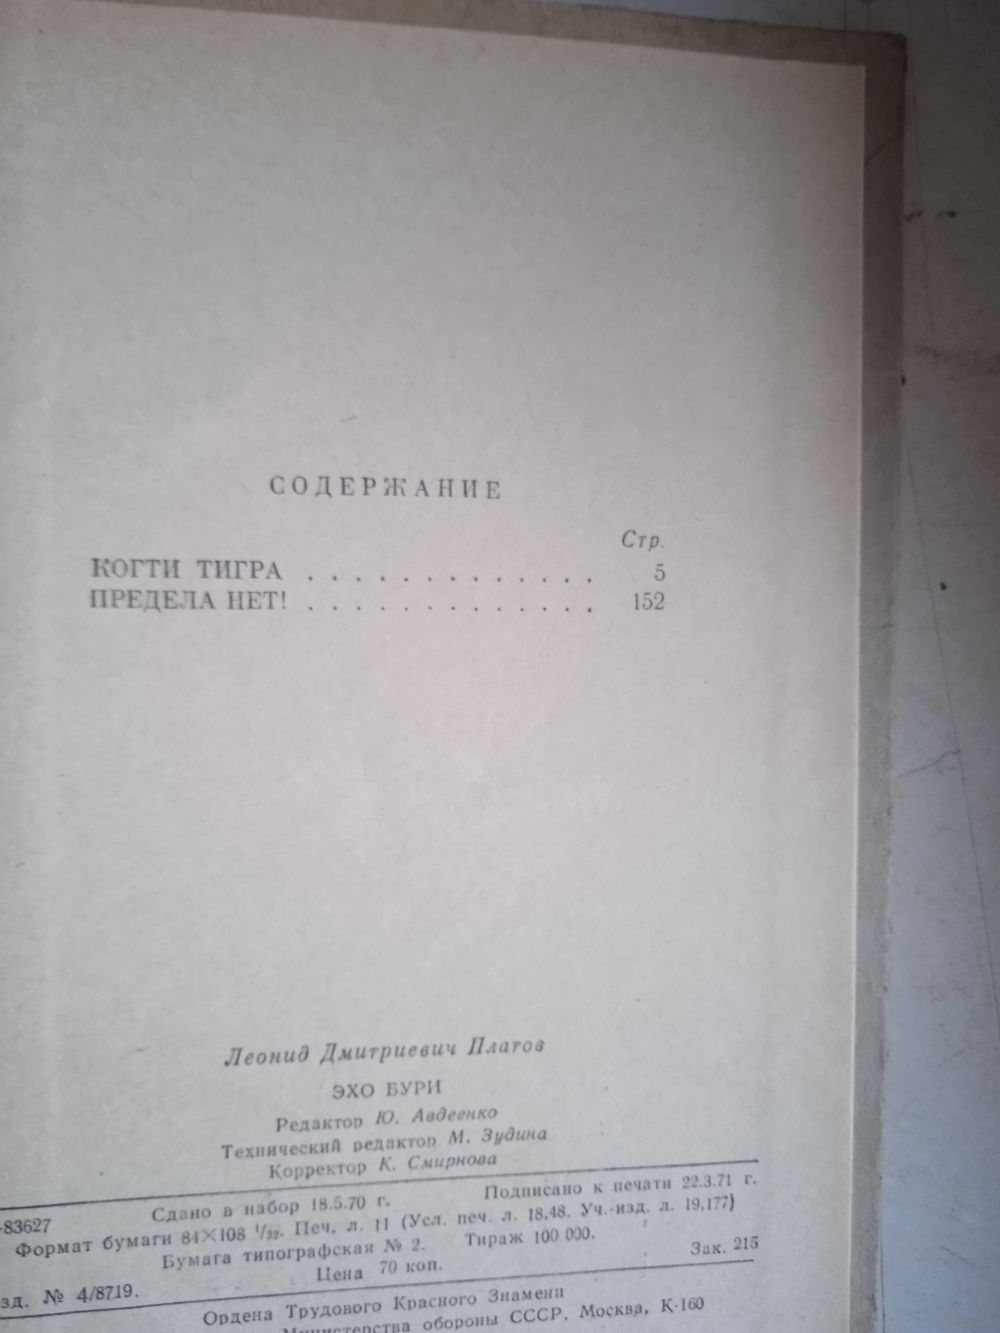 СОДЕРЖАНИЕ
Стр.
КОГТИ ТИГРА . . . . . . . . . . . . . 5
ПРЕДЕЛА НЕТ! . . . . . . . . . . . . . 152
Леонид Дмитриевич Платов
ЭХО БУРИ
Редактор Ю. Авдеенко
Технический редактор М. Зудина
Корректор К. Смирнова
-83627 Сдано в набор 18.5.70 г. Подписано к печати 22.3.71 г.
Формат бумаги 84×108 1/32. Печ. л. 11 (Усл. печ. л. 18,48. Уч.-изд. л. 19,177)
Бумага типографская № 2. Тираж 100 000.
зд. № 4/8719. Цена 70 коп. Зак. 215
Ордена Трудового Красного Знамени
Министерства обороны СССР, Москва, К-160